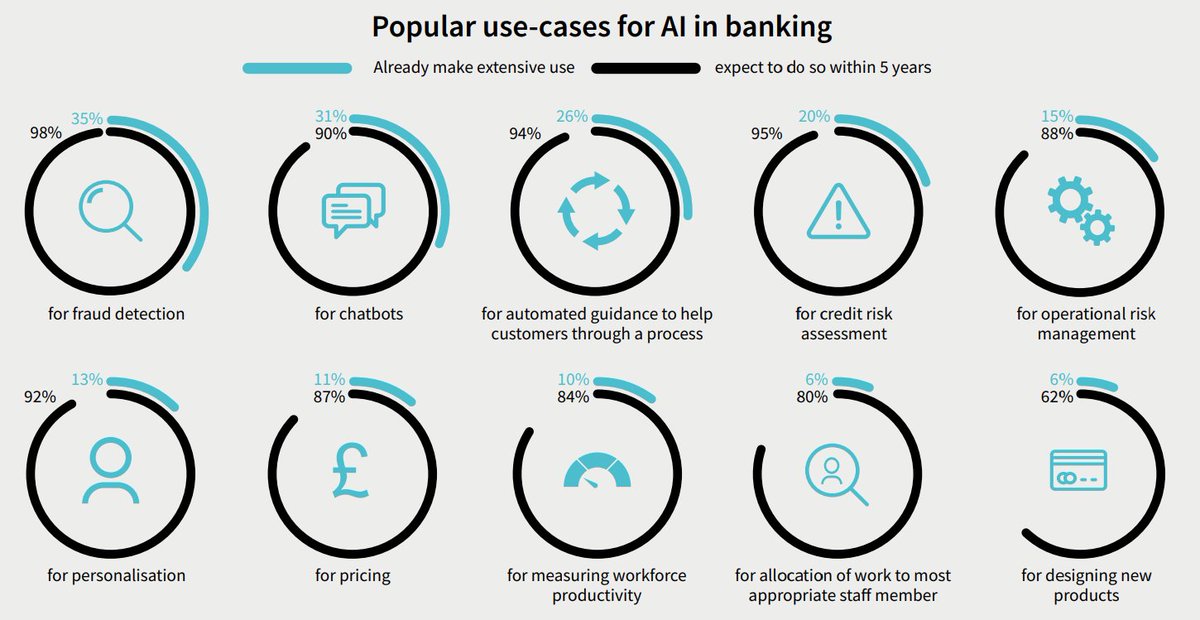 Popular use-cases for AI in banking
Already make extensive use
expect to do so within 5 years
35%
98%
for fraud detection
31%
90%
for chatbots
26%
94%
for automated guidance to help
customers through a process
20%
95%
for credit risk
assessment
15%
88%
for operational risk
management
13%
92%
for personalisation
11%
87%
£
for pricing
10%
84%
for measuring workforce
productivity
6%
80%
for allocation of work to most
appropriate staff member
6%
62%
for designing new
products